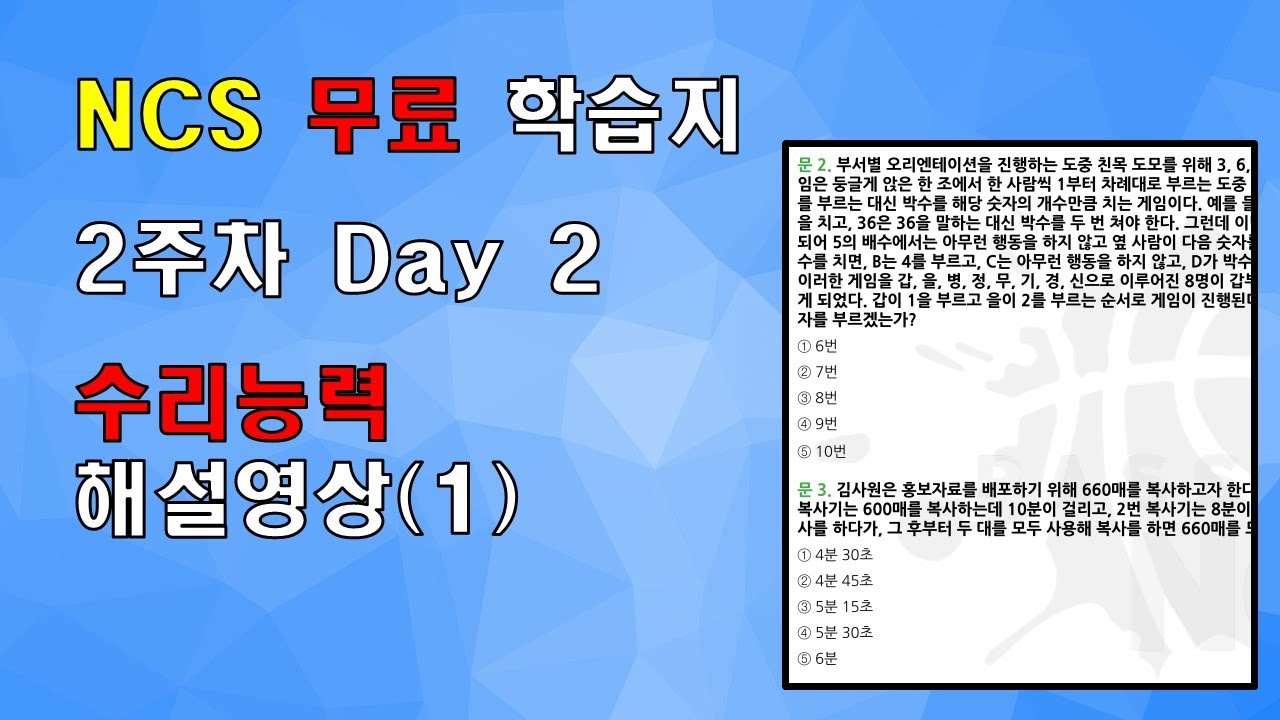 NCS 무료 학습지
2주차 Day 2
수리능력
해설영상(1)
문 2. 부서별 오리엔테이션을 진행하는 도중 친목 도모를 위해 3, 6,
임은 둥글게 앉은 한 조에서 한 사람씩 1부터 차례대로 부르는 도중
를 부르는 대신 박수를 해당 숫자의 개수만큼 치는 게임이다. 예를 들
을 치고, 36은 36을 말하는 대신 박수를 두 번 쳐야 한다. 그런데 이
되어 5의 배수에서는 아무런 행동을 하지 않고 옆 사람이 다음 숫자를
수를 치면, B는 4를 부르고, C는 아무런 행동을 하지 않고, D가 박수
이러한 게임을 갑, 을, 병, 정, 무, 기, 경, 신으로 이루어진 8명이 갑부
게 되었다. 갑이 1을 부르고 을이 2를 부르는 순서로 게임이 진행된다
자를 부르겠는가?
① 6번
② 7번
③ 8번
④ 9번
⑤ 10번
문 3. 김사원은 홍보자료를 배포하기 위해 660매를 복사하고자 한다
복사기는 600매를 복사하는데 10분이 걸리고, 2번 복사기는 8분이
사를 하다가, 그 후부터 두 대를 모두 사용해 복사를 하면 660매를
① 4분 30초
② 4분 45초
③ 5분 15초
④ 5분 30초
⑤ 6분